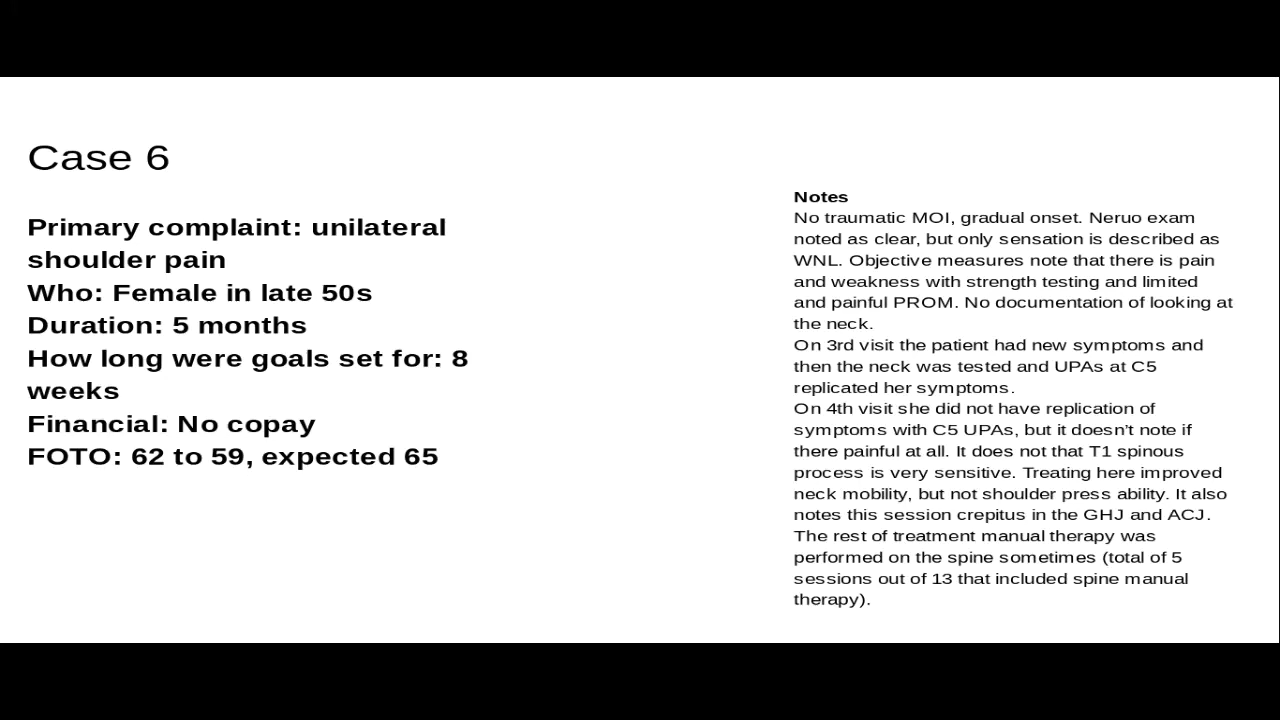 Case 6
Primary complaint: unilateral
shoulder pain
Who: Female in late 50s
Duration: 5 months
How long were goals set for: 8
weeks
Financial: No copay
FOTO: 62 to 59, expected 65
Notes
No traumatic MOI, gradual onset. Neruo exam
noted as clear, but only sensation is described as
WNL. Objective measures note that there is pain
and weakness with strength testing and limited
and painful PROM. No documentation of looking at
the neck.
On 3rd visit the patient had new symptoms and
then the neck was tested and UPAs at C5
replicated her symptoms.
On 4th visit she did not have replication of
symptoms with C5 UPAs, but it doesn’t note if
there painful at all. It does not that T1 spinous
process is very sensitive. Treating here improved
neck mobility, but not shoulder press ability. It also
notes this session crepitus in the GHJ and ACJ.
The rest of treatment manual therapy was
performed on the spine sometimes (total of 5
sessions out of 13 that included spine manual
therapy).